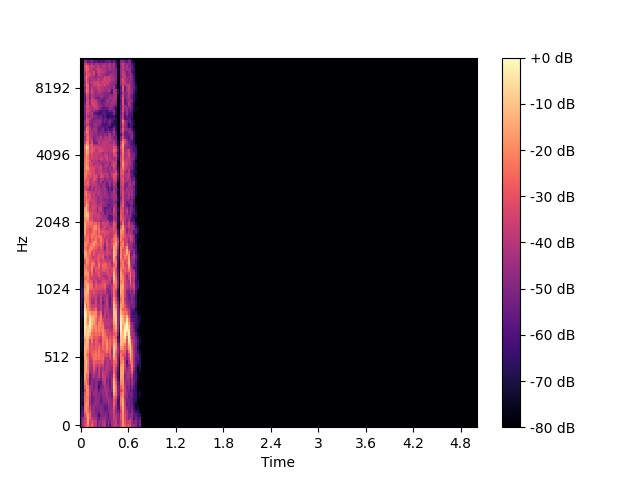 +0 dB
8192
-10 dB
4096
-20 dB
-30 dB
2048
Hz
-40 dB
1024
-50 dB
512
-60 dB
-70 dB
0
-80 dB
0 0.6 1.2 1.8 2.4 3 3.6 4.2 4.8
Time